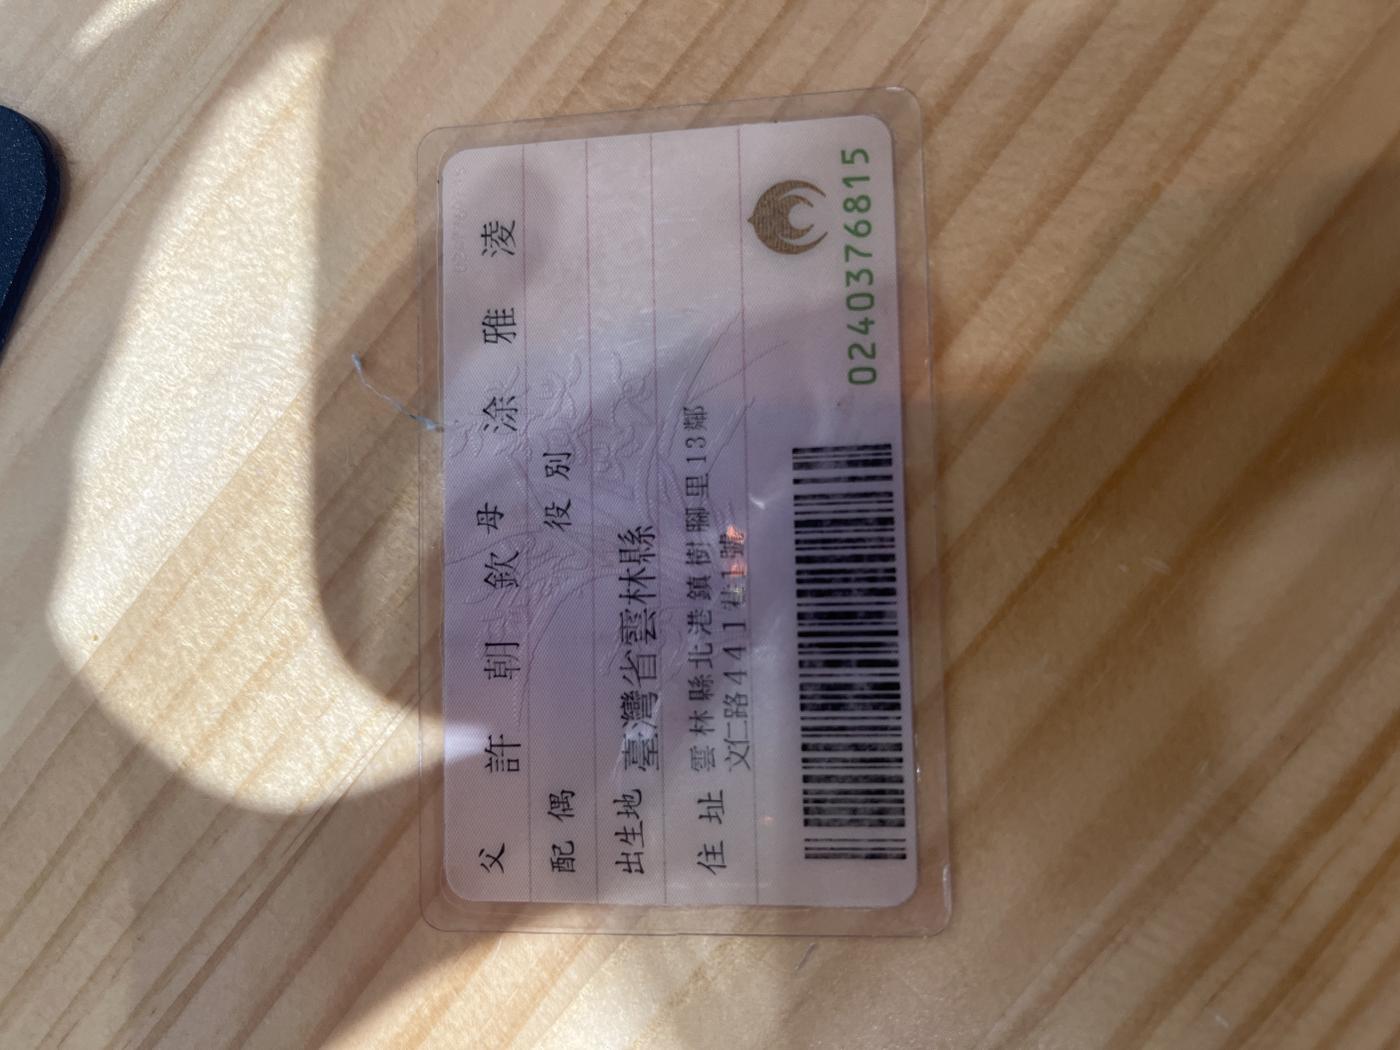 父 許朝欽 母 涂雅淩
配偶 役別
出生地 臺灣省雲林縣
住址 雲林縣北港鎮樹腳里13鄰
文仁路441巷1號
0240376815